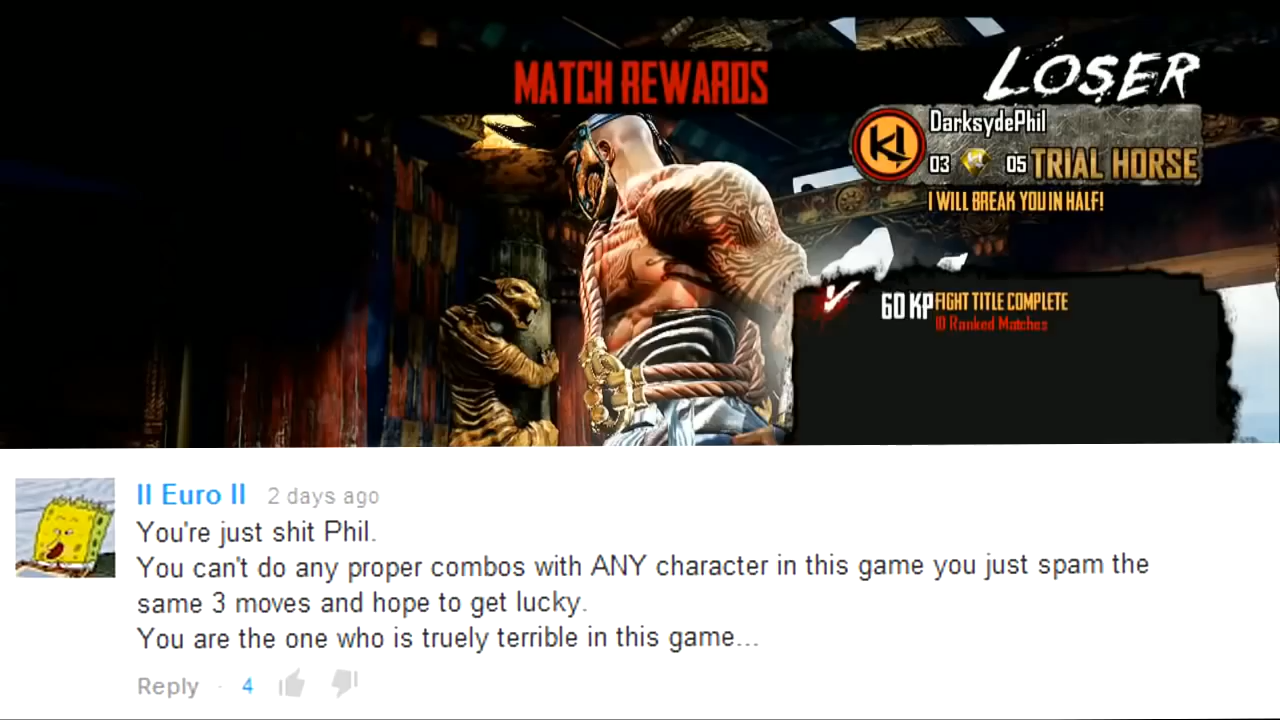 MATCH REWARDS
LOSER
KI
DarksydePhil
03 05 TRIAL HORSE
I WILL BREAK YOU IN HALF!
60 KP FIGHT TITLE COMPLETE
10 Ranked Matches
II Euro II 2 days ago
You're just shit Phil.
You can't do any proper combos with ANY character in this game you just spam the
same 3 moves and hope to get lucky.
You are the one who is truely terrible in this game...
Reply · 4